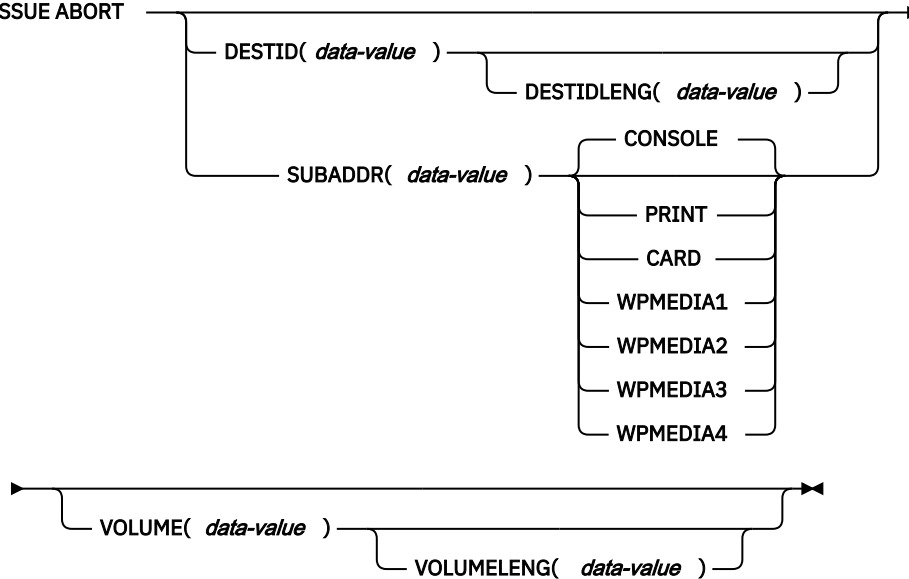 SSUE ABORT
DESTID( data-value )
DESTIDLENG( data-value )
CONSOLE
SUBADDR( data-value )
PRINT
CARD
WPMEDIA1
WPMEDIA2
WPMEDIA3
WPMEDIA4
VOLUME( data-value )
VOLUMELENG( data-value )